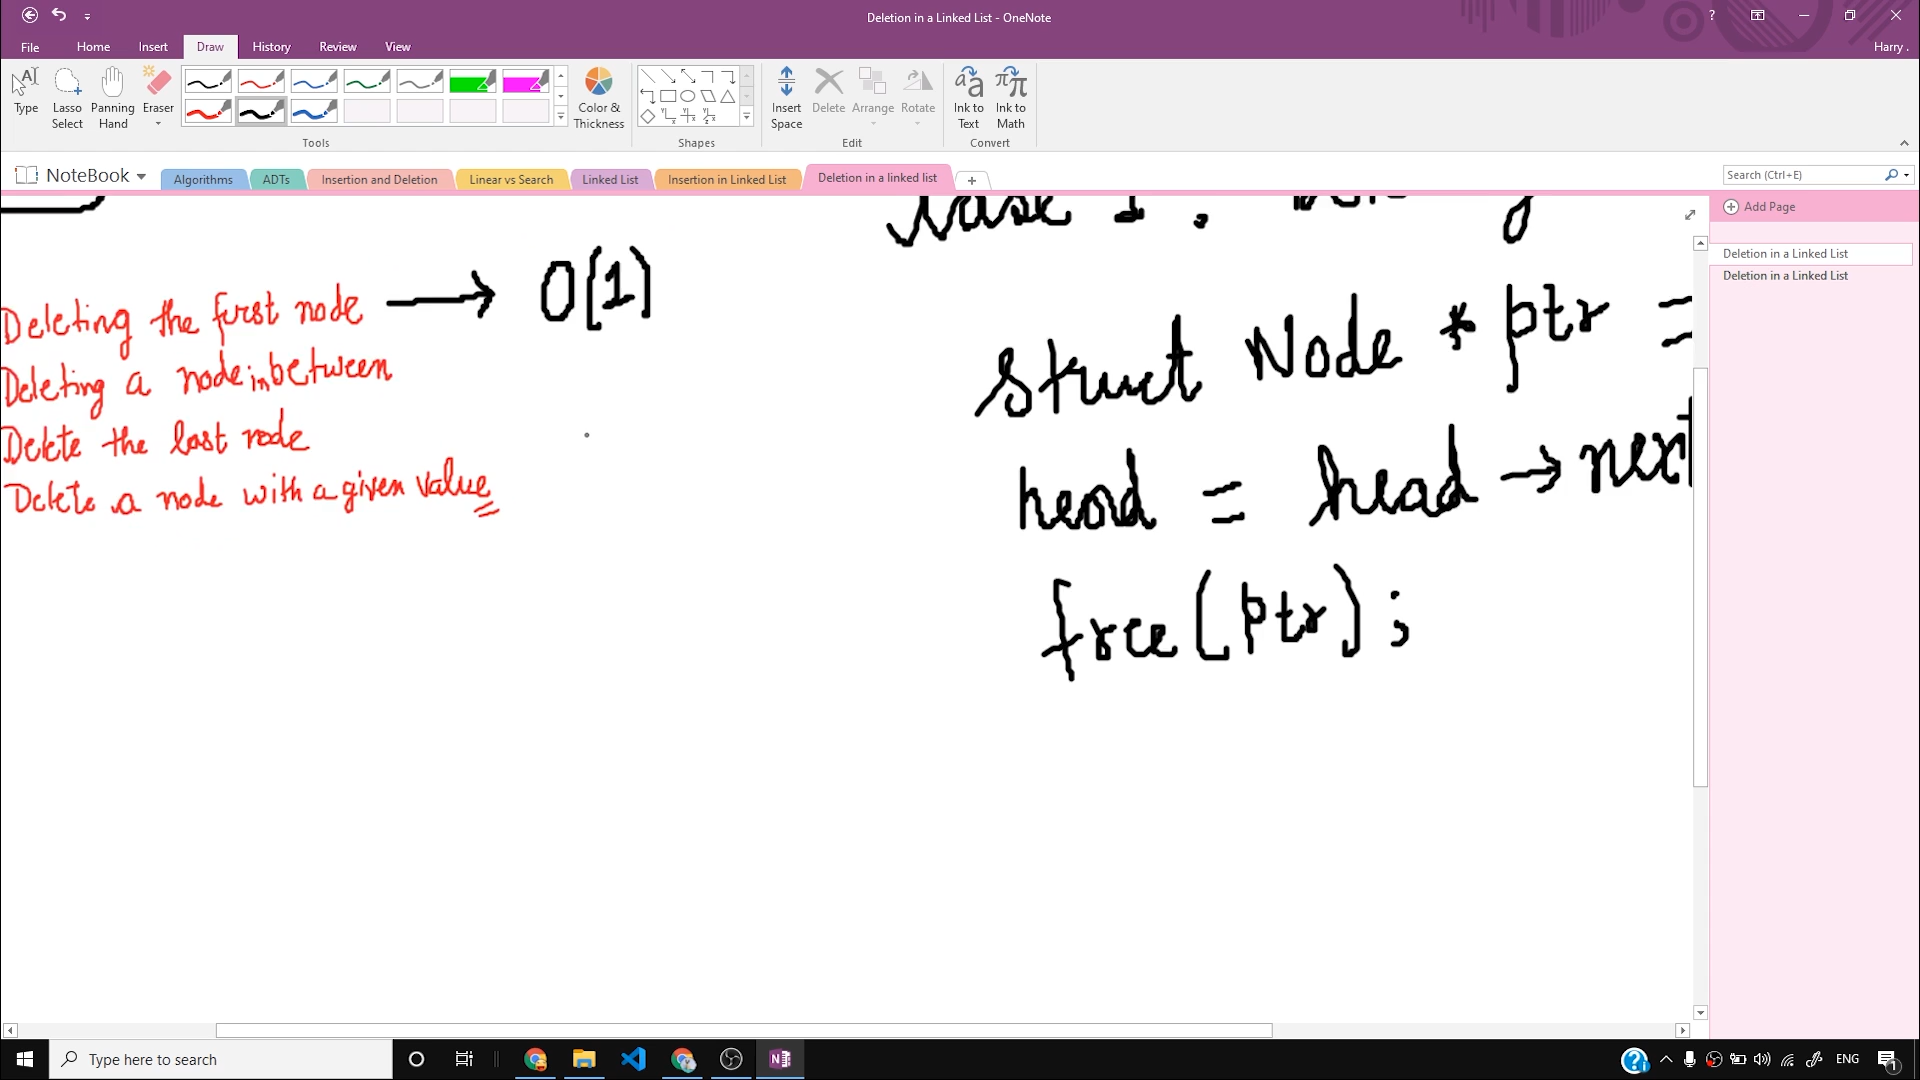 Deletion in a Linked List - OneNote
?
File Home Insert Draw History Review View
Harry .
Type
Lasso Select
Panning Hand
Eraser
Color & Thickness
Insert Space
Delete
Arrange
Rotate
Ink to Text
Ink to Math
Tools
Shapes
Edit
Convert
NoteBook
Algorithms
ADTs
Insertion and Deletion
Linear vs Search
Linked List
Insertion in Linked List
Deletion in a linked list
Search (Ctrl+E)
Add Page
Deletion in a Linked List
Deletion in a Linked List
Deleting the first node → O(1)
Deleting a node in between
Delete the last node
Delete a node with a given value
Case 1 :
struct Node * ptr =
head = head → next
free(ptr);
Type here to search
ENG
1